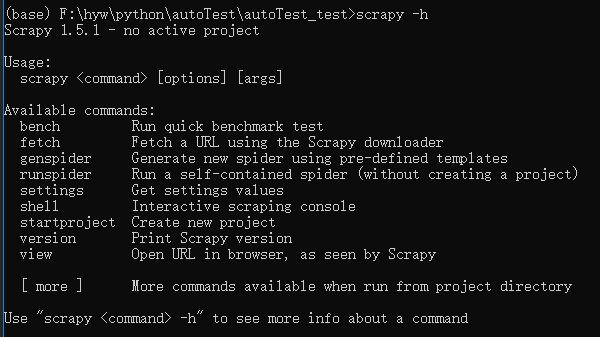 (base) F:\hyw\python\autoTest\autoTest_test>scrapy -h
Scrapy 1.5.1 - no active project

Usage:
  scrapy <command> [options] [args]

Available commands:
  bench         Run quick benchmark test
  fetch         Fetch a URL using the Scrapy downloader
  genspider     Generate new spider using pre-defined templates
  runspider     Run a self-contained spider (without creating a project)
  settings      Get settings values
  shell         Interactive scraping console
  startproject  Create new project
  version       Print Scrapy version
  view          Open URL in browser, as seen by Scrapy

  [ more ]      More commands available when run from project directory

Use "scrapy <command> -h" to see more info about a command